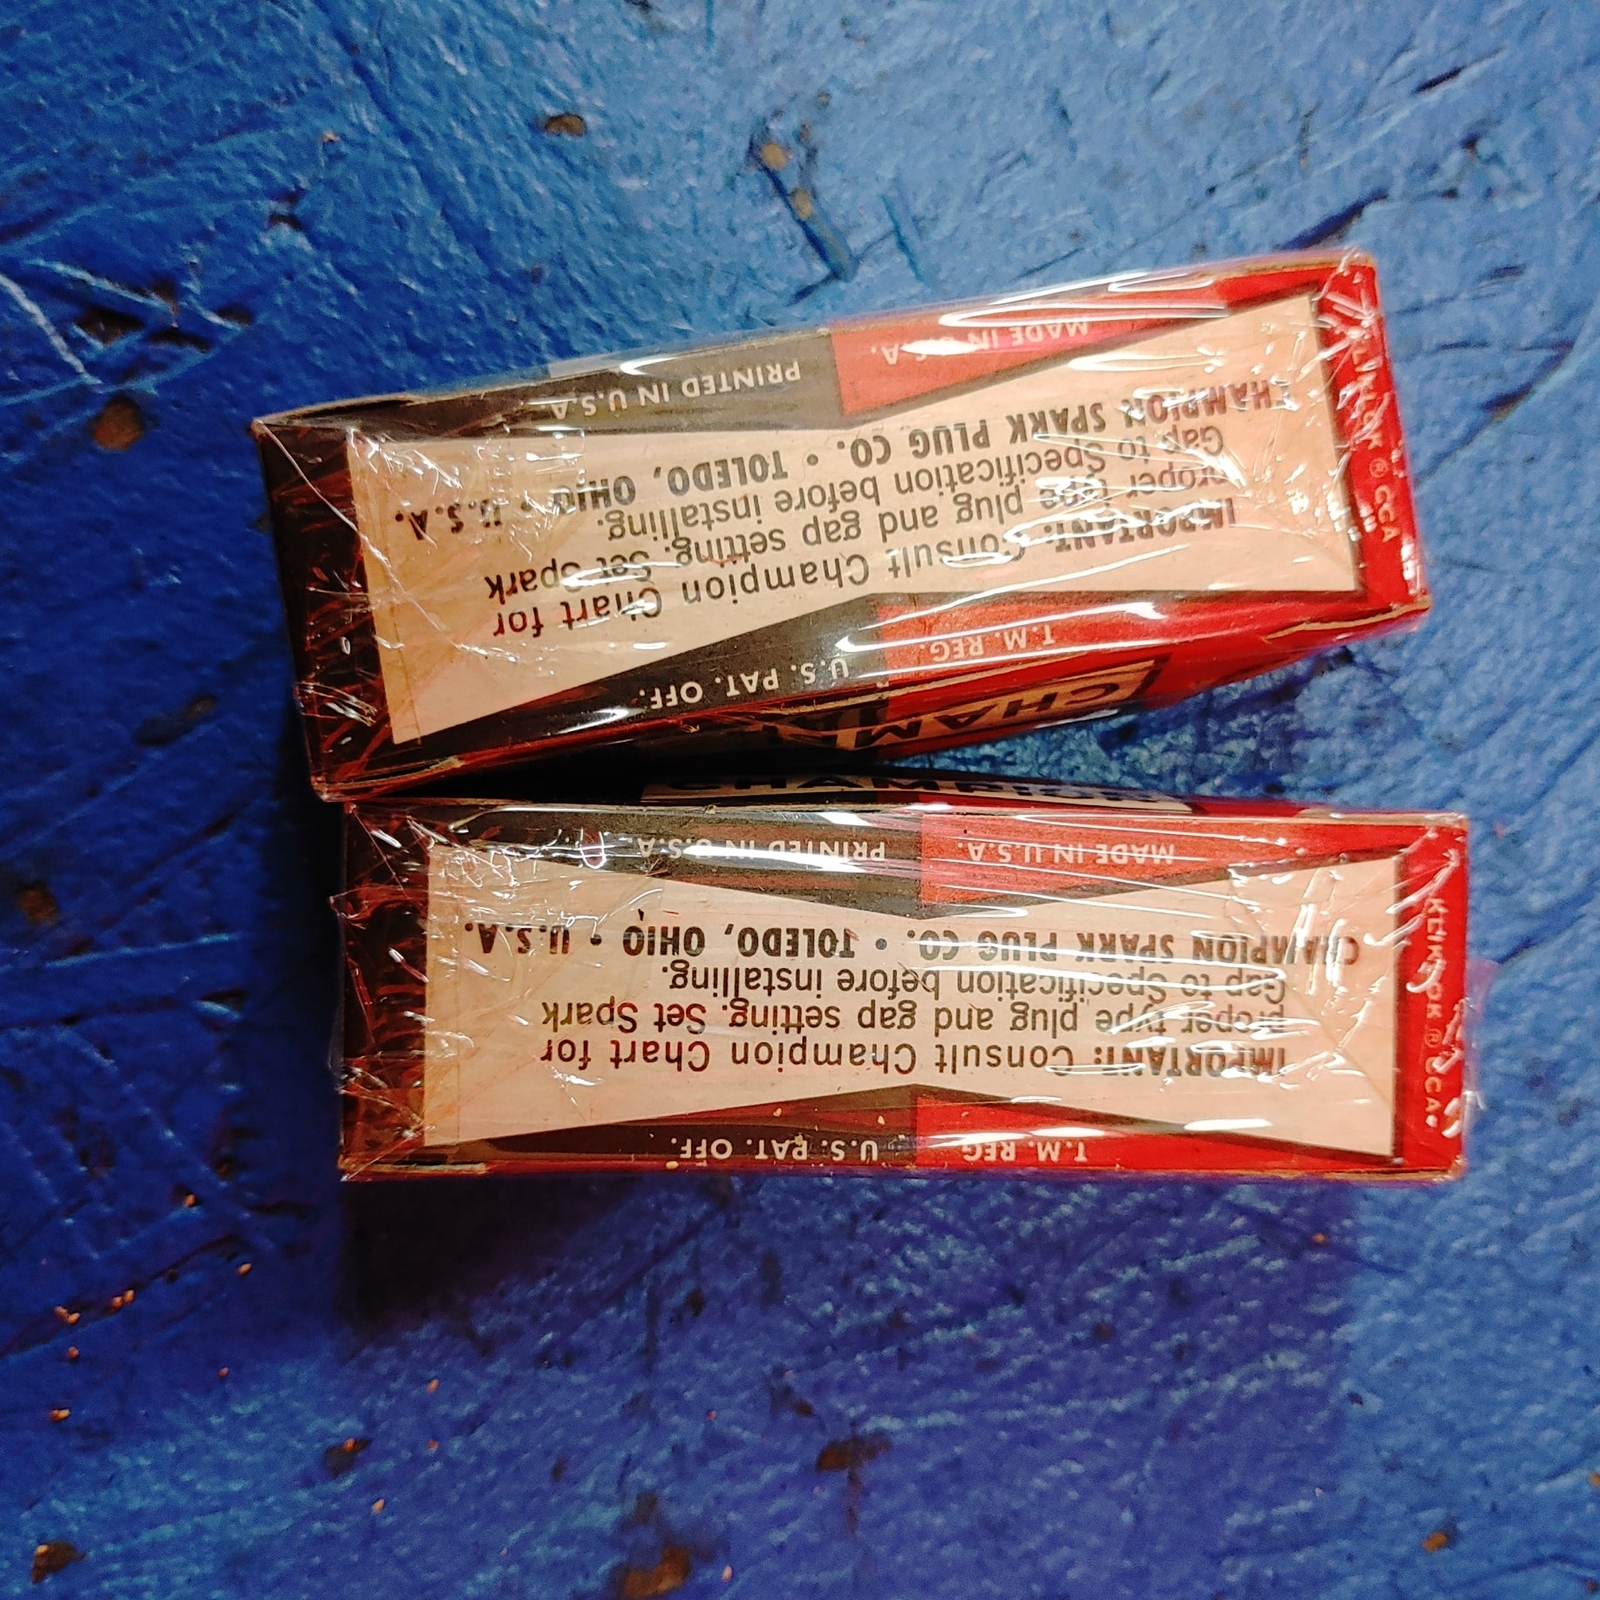 MADE IN U.S.A.
PRINTED IN U.S.A.
CHAMPION SPARK PLUG CO. • TOLEDO, OHIO • U.S.A.
Gap to Specification before installing.
proper type plug and gap setting. Set Spark
IMPORTANT: Consult Champion Chart for
T.M. REG.
U.S. PAT. OFF.
CCA
CHAMP
MADE IN U.S.A.
PRINTED IN U.S.A.
CHAMPION SPARK PLUG CO. • TOLEDO, OHIO • U.S.A.
Gap to Specification before installing.
proper type plug and gap setting. Set Spark
IMPORTANT: Consult Champion Chart for
T.M. REG
U.S. PAT. OFF.
CCA